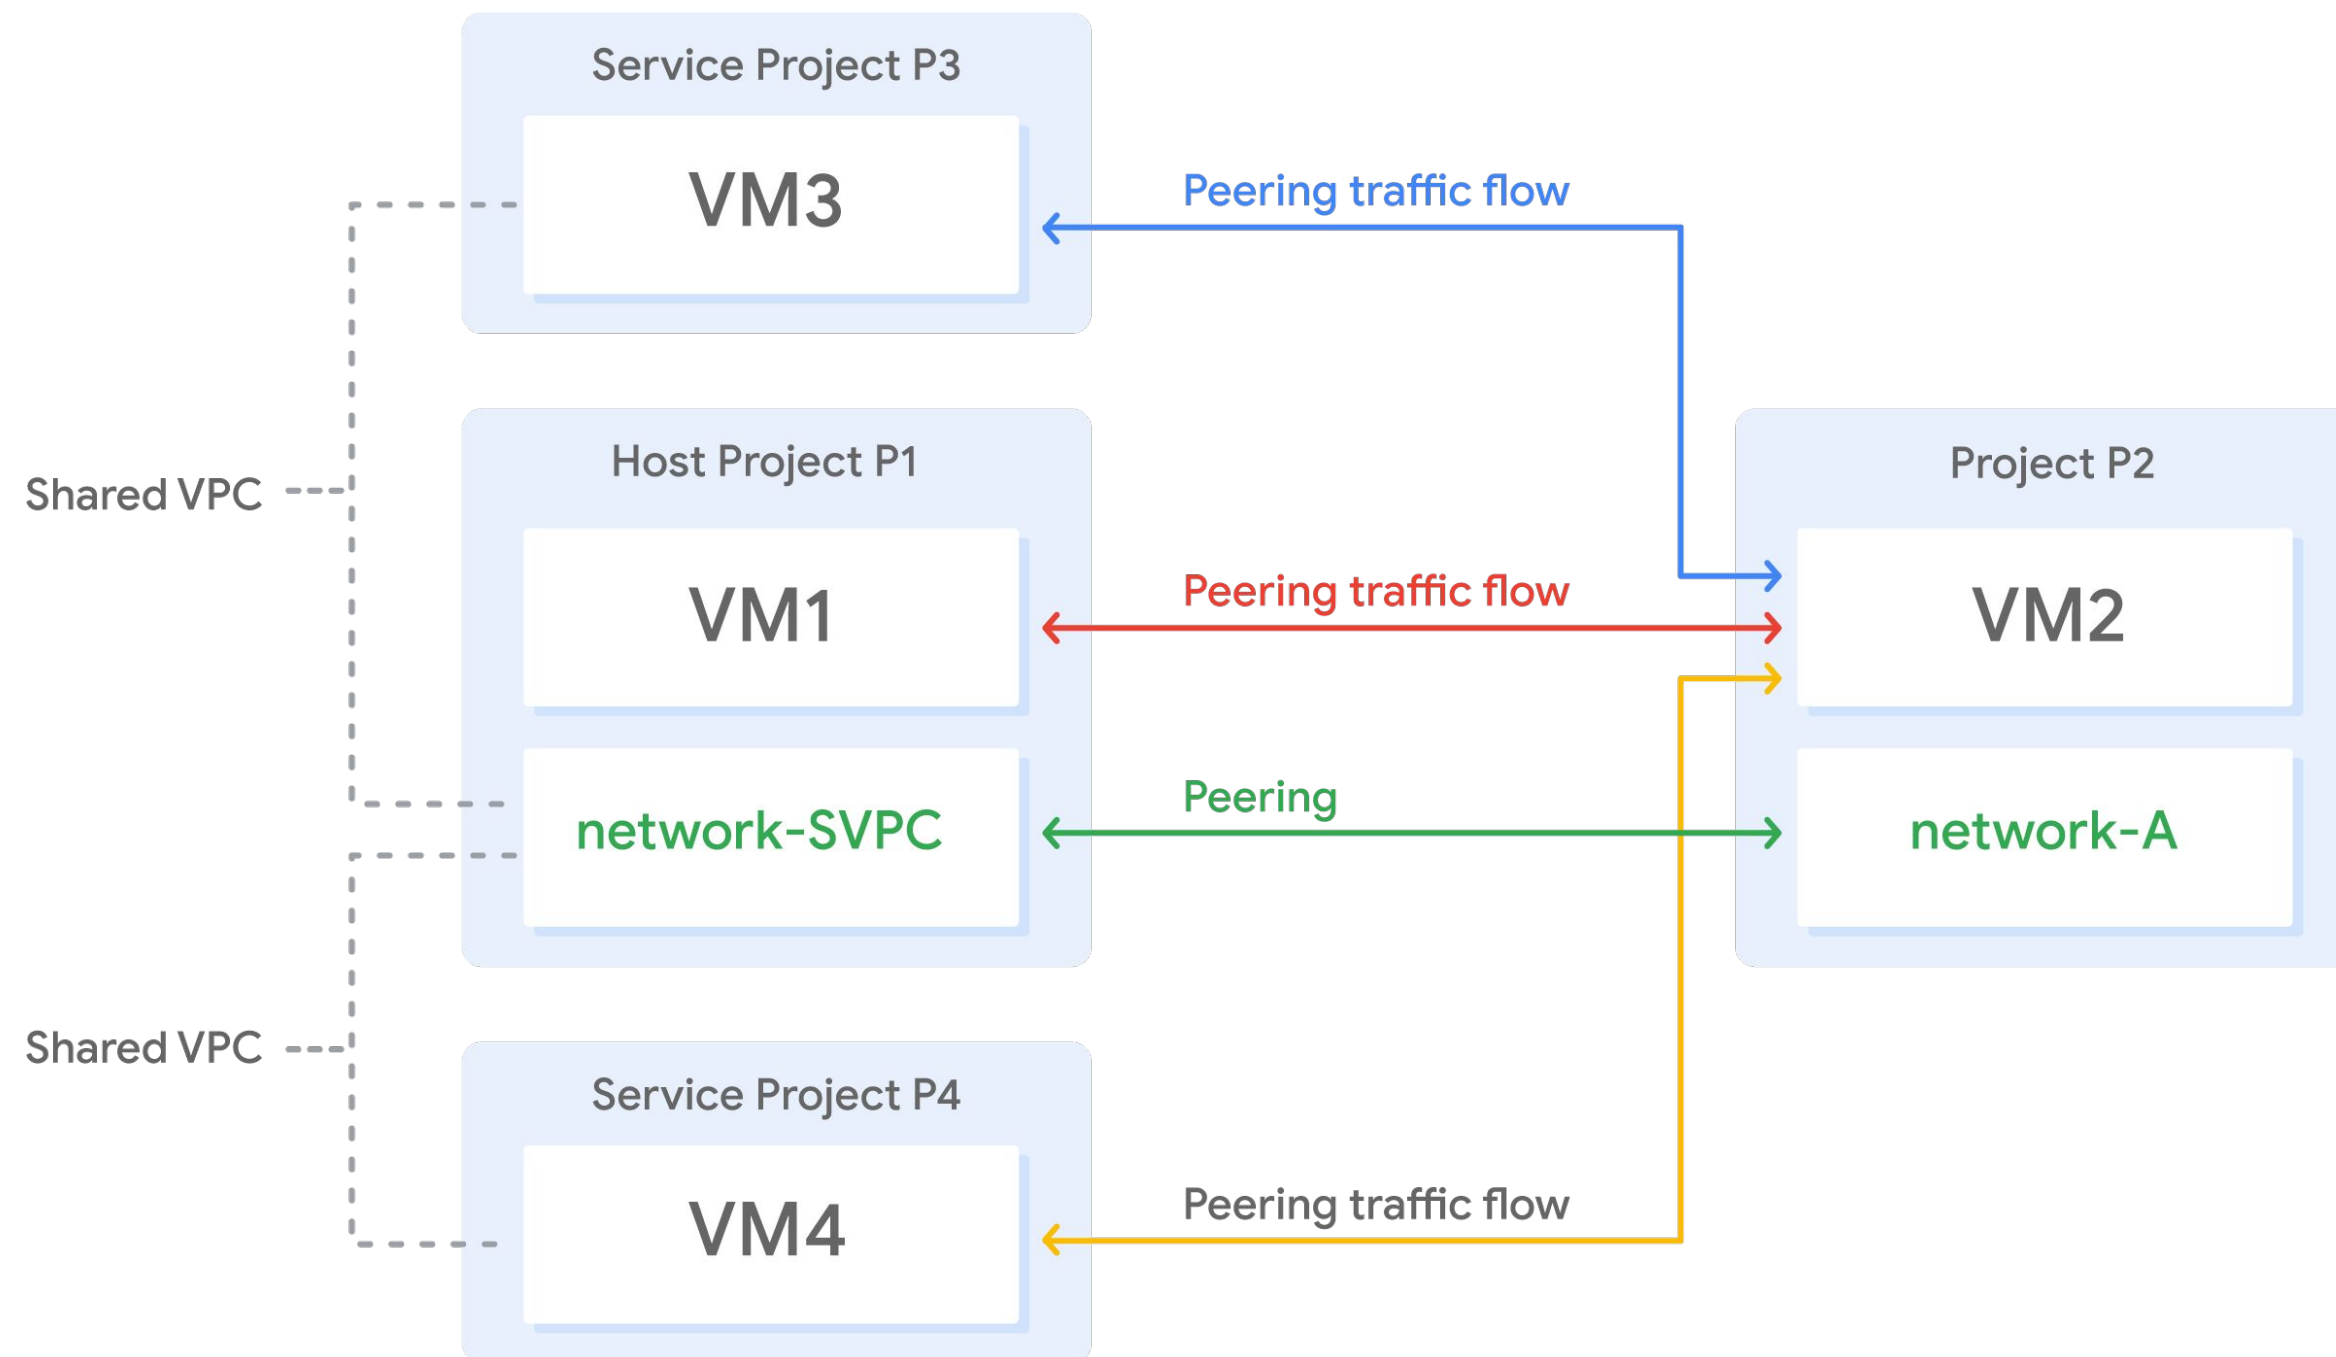 Service Project P3
VM3
Peering traffic flow
Shared VPC
Host Project P1
VM1
Peering traffic flow
Project P2
VM2
network-SVPC
Peering
network-A
Shared VPC
Service Project P4
VM4
Peering traffic flow